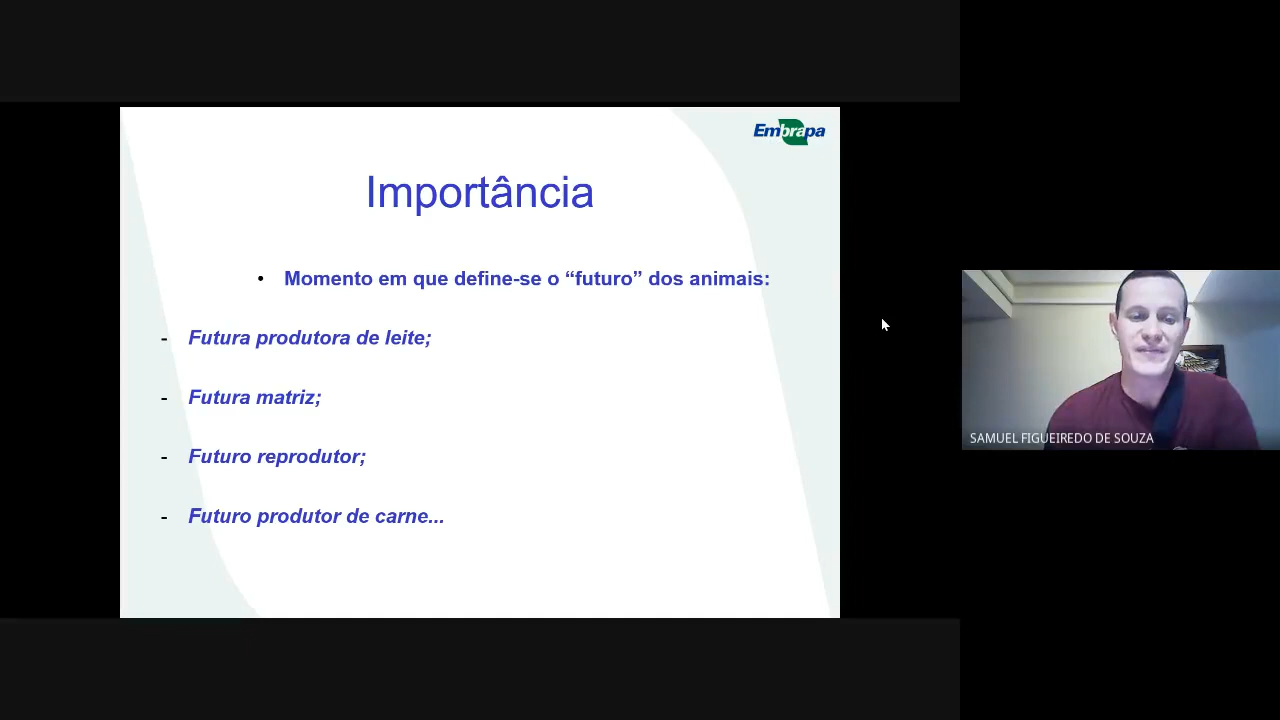 Embrapa
Importância
• Momento em que define-se o “futuro” dos animais:
- Futura produtora de leite;
- Futura matriz;
- Futuro reprodutor;
- Futuro produtor de carne...
SAMUEL FIGUEIREDO DE SOUZA